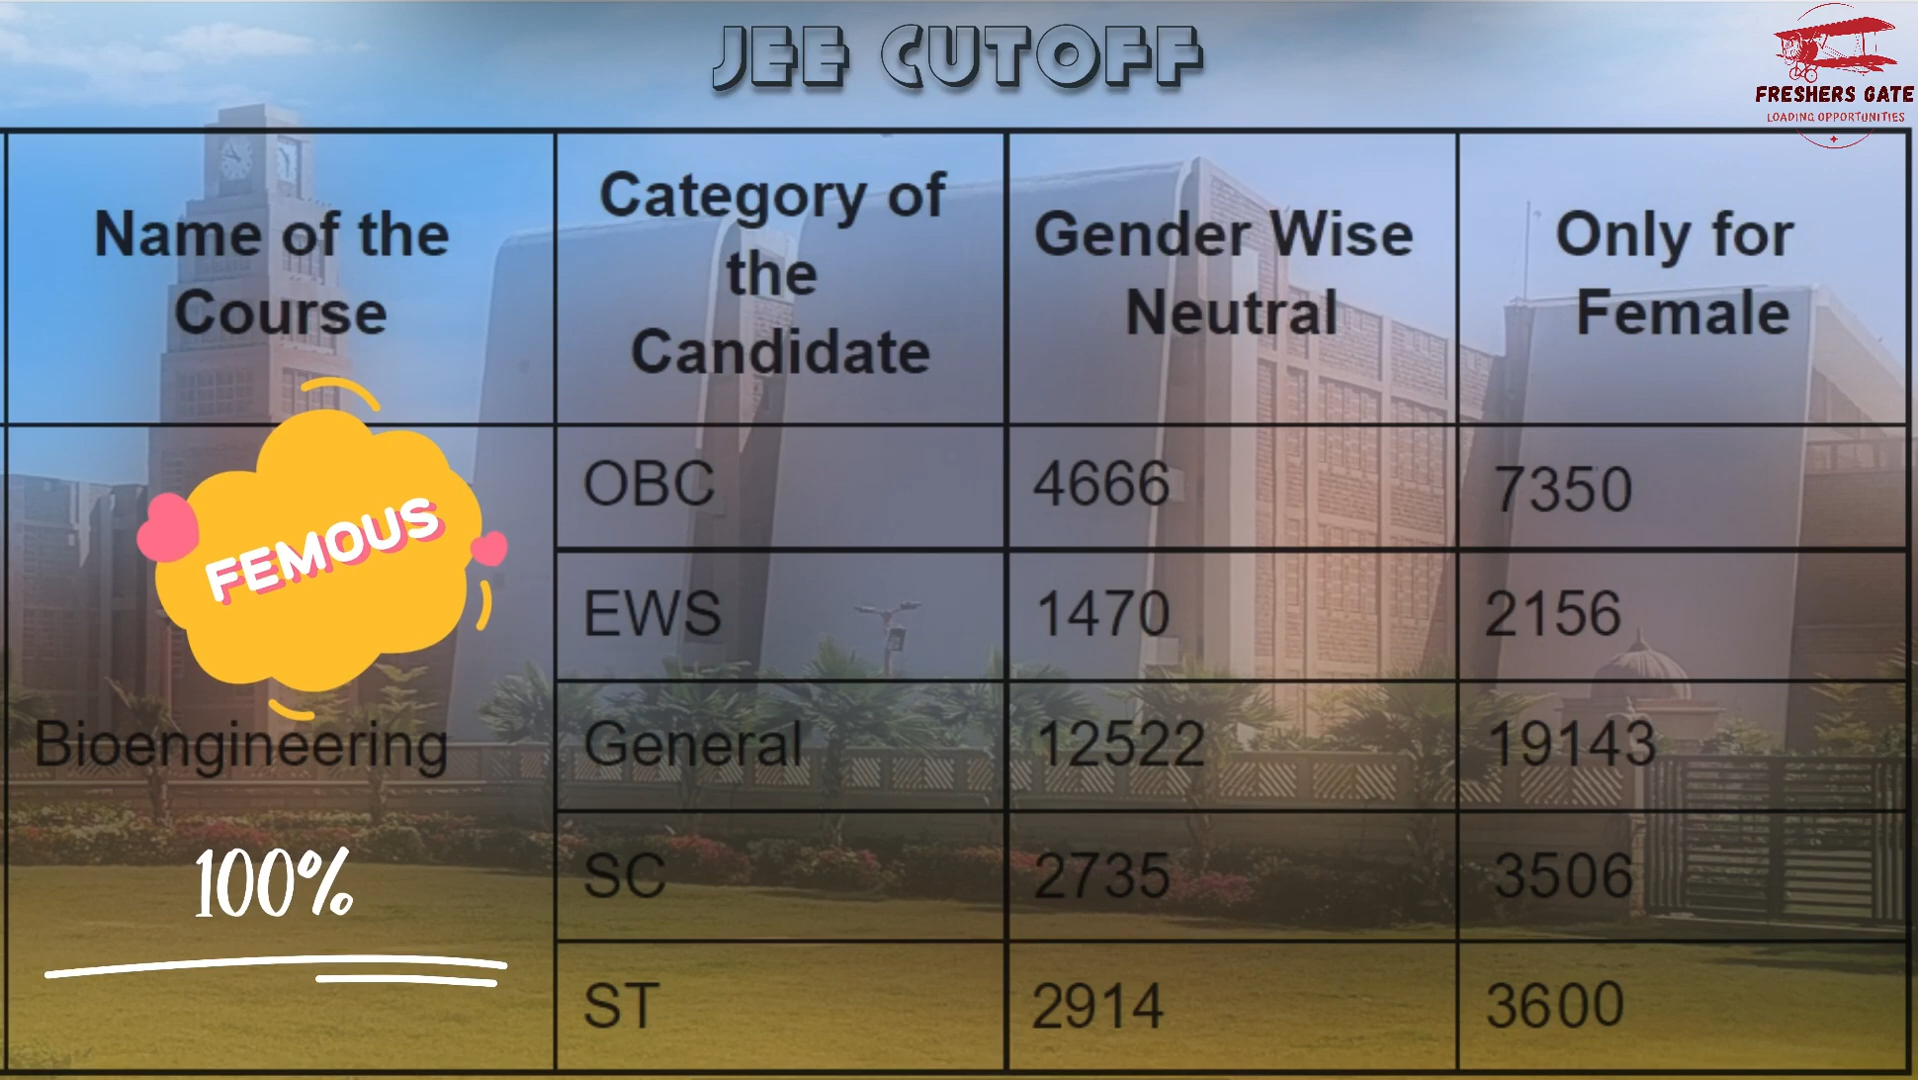 JEE CUTOFF
FRESHERS GATE
LOADING OPPORTUNITIES
Name of the
Course
Category of
the
Candidate
Gender Wise
Neutral
Only for
Female
FEMOUS
Bioengineering
100%
OBC 4666 7350
EWS 1470 2156
General 12522 19143
SC 2735 3506
ST 2914 3600